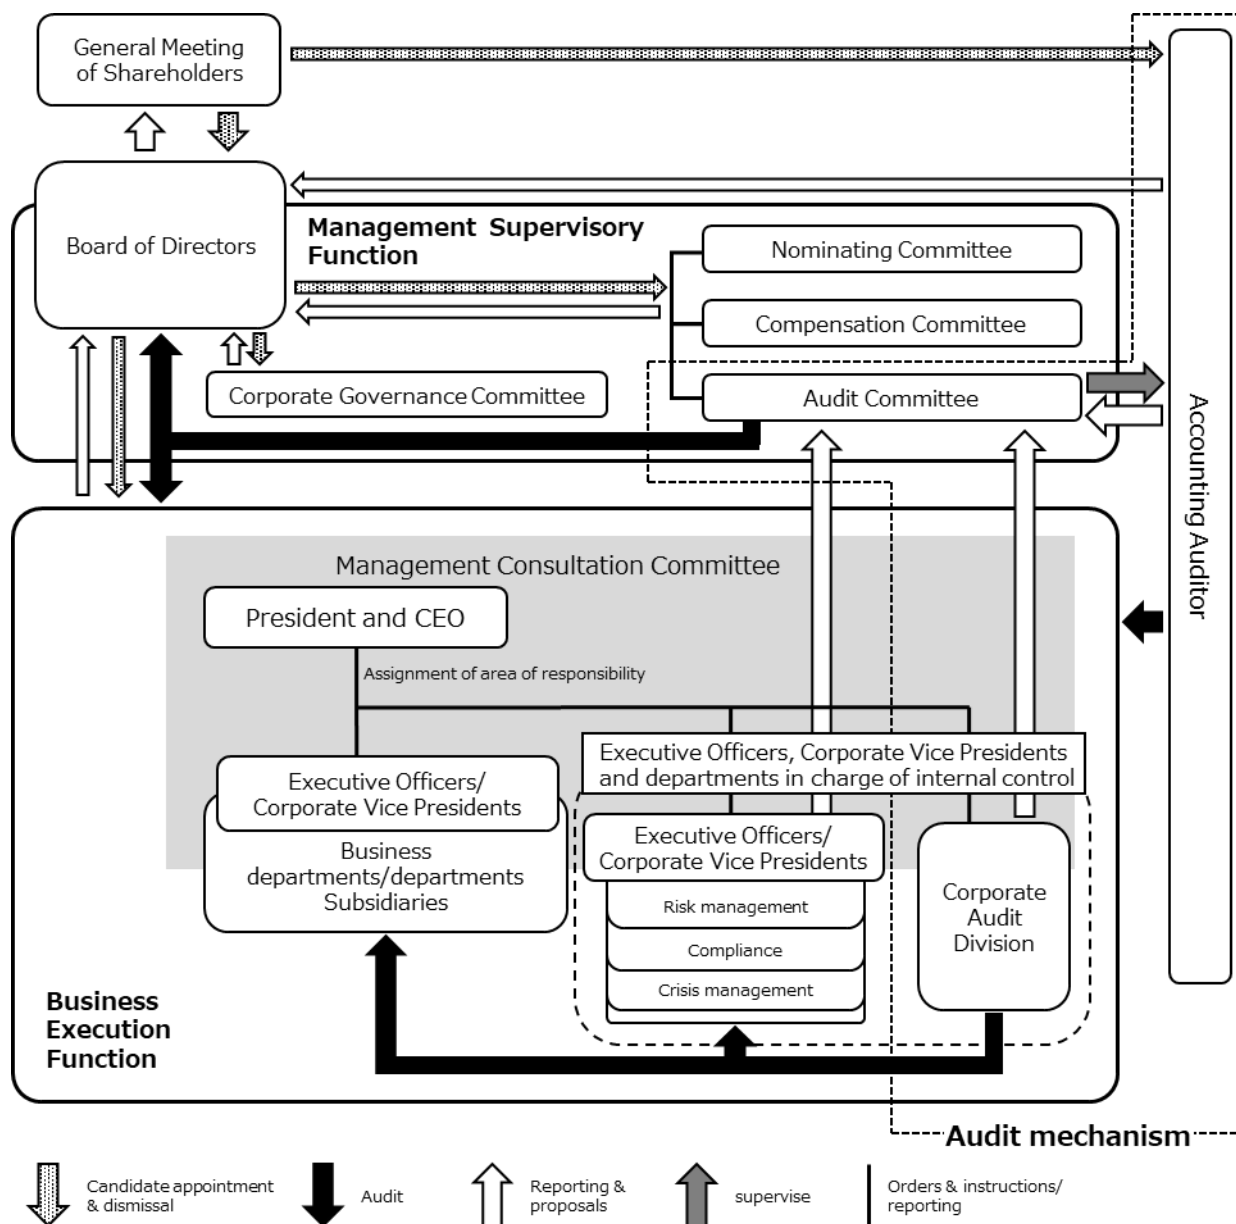 General Meeting
of Shareholders
Board of Directors
Management Supervisory
Function
Nominating Committee
Compensation Committee
Corporate Governance Committee
Audit Committee
Accounting Auditor
Management Consultation Committee
President and CEO
Assignment of area of responsibility
Executive Officers, Corporate Vice Presidents
and departments in charge of internal control
Executive Officers/
Corporate Vice Presidents
Business
departments/departments
Subsidiaries
Executive Officers/
Corporate Vice Presidents
Risk management
Compliance
Crisis management
Corporate
Audit
Division
Business
Execution
Function
Audit mechanism
Candidate appointment
& dismissal
Audit
Reporting &
proposals
supervise
Orders & instructions/
reporting